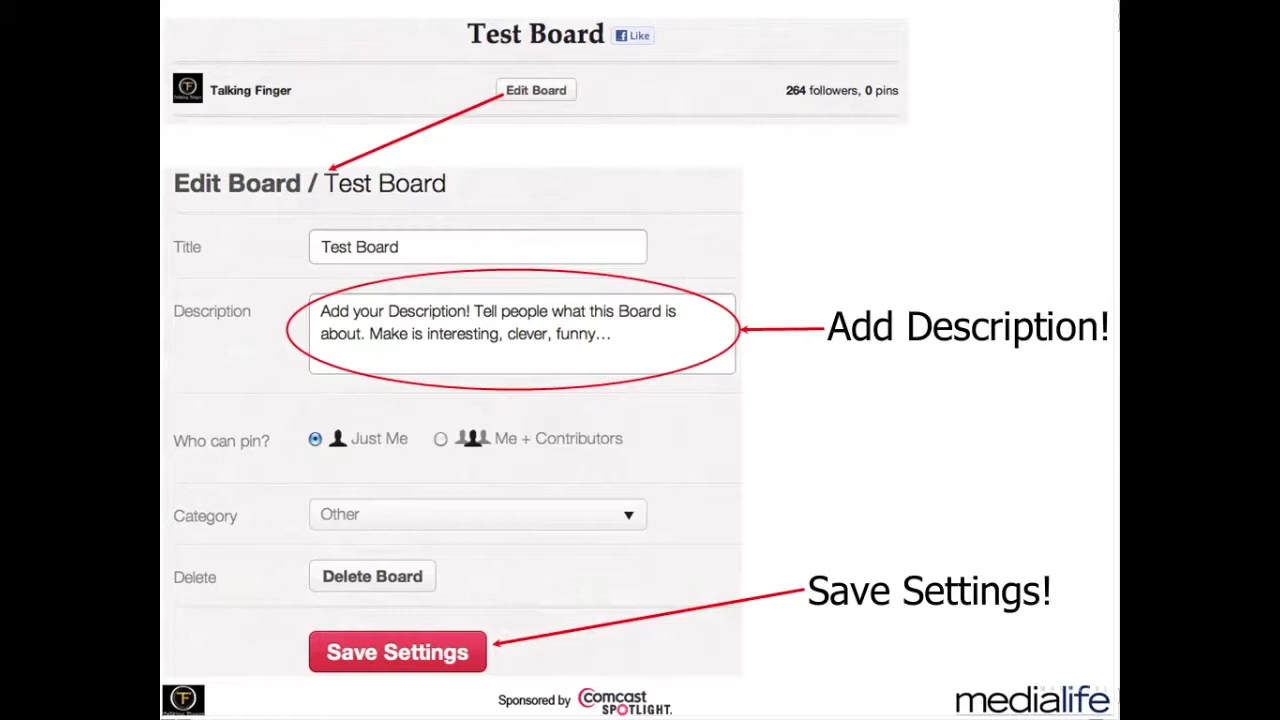 Test Board
Like
Talking Finger
Edit Board
264 followers, 0 pins
Edit Board / Test Board
Title
Test Board
Description
Add your Description! Tell people what this Board is
about. Make is interesting, clever, funny...
Add Description!
Who can pin?
Just Me
Me + Contributors
Category
Other
Delete
Delete Board
Save Settings!
Save Settings
Sponsored by Comcast
SPOTLIGHT.
medialife